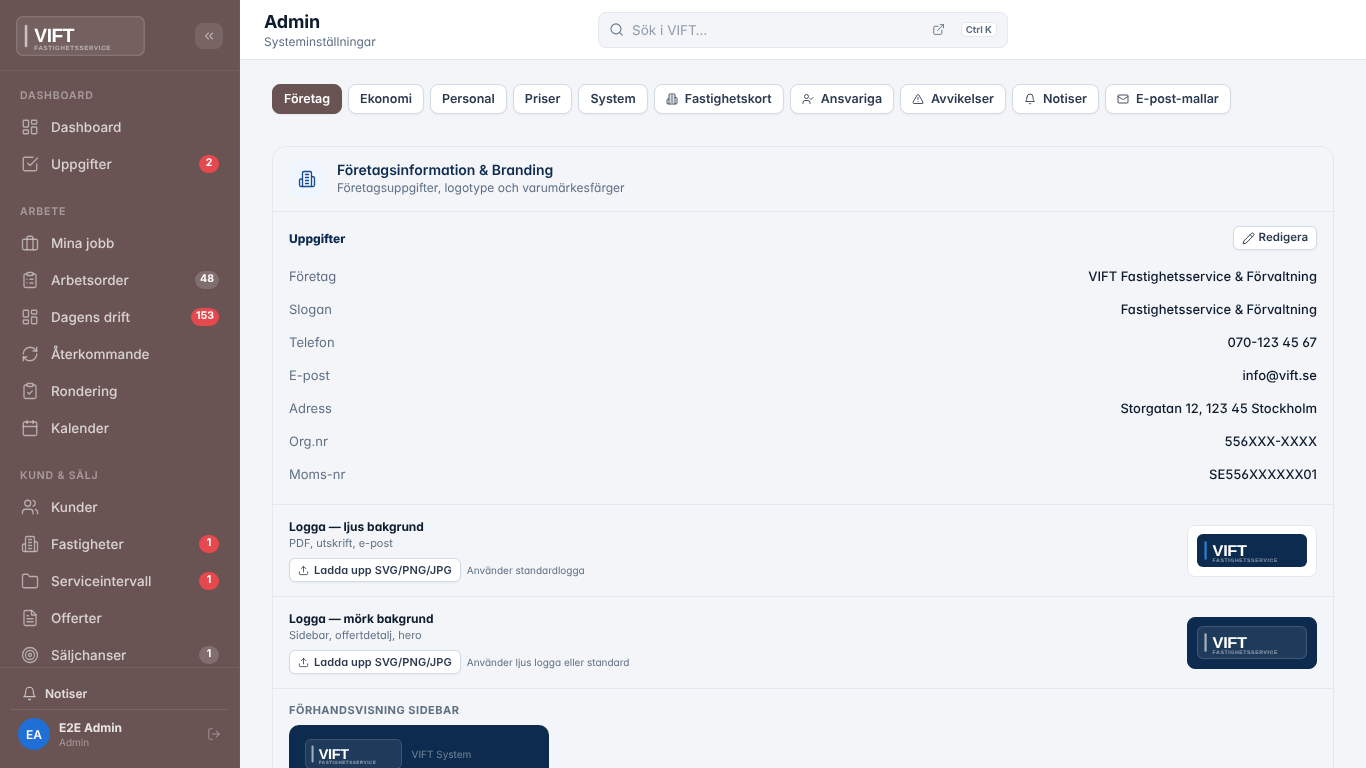 VIFT
FASTIGHETSSERVICE
«
DASHBOARD
Dashboard
Uppgifter 2
ARBETE
Mina jobb
Arbetsorder 48
Dagens drift 153
Återkommande
Rondering
Kalender
KUND & SÄLJ
Kunder
Fastigheter 1
Serviceintervall 1
Offerter
Säljchanser 1
Notiser
EA
E2E Admin
Admin
Admin
Systeminställningar
Sök i VIFT...
Ctrl K
Företag Ekonomi Personal Priser System Fastighetskort Ansvariga Avvikelser Notiser E-post-mallar
Företagsinformation & Branding
Företagsuppgifter, logotype och varumärkesfärger
Uppgifter Redigera
Företag VIFT Fastighetsservice & Förvaltning
Slogan Fastighetsservice & Förvaltning
Telefon 070-123 45 67
E-post info@vift.se
Adress Storgatan 12, 123 45 Stockholm
Org.nr 556XXX-XXXX
Moms-nr SE556XXXXXX01
Logga — ljus bakgrund
PDF, utskrift, e-post
Ladda upp SVG/PNG/JPG Använder standardlogga
VIFT
FASTIGHETSSERVICE
Logga — mörk bakgrund
Sidebar, offertdetalj, hero
Ladda upp SVG/PNG/JPG Använder ljus logga eller standard
VIFT
FASTIGHETSSERVICE
FÖRHANDSVISNING SIDEBAR
VIFT
FASTIGHETSSERVICE
VIFT System